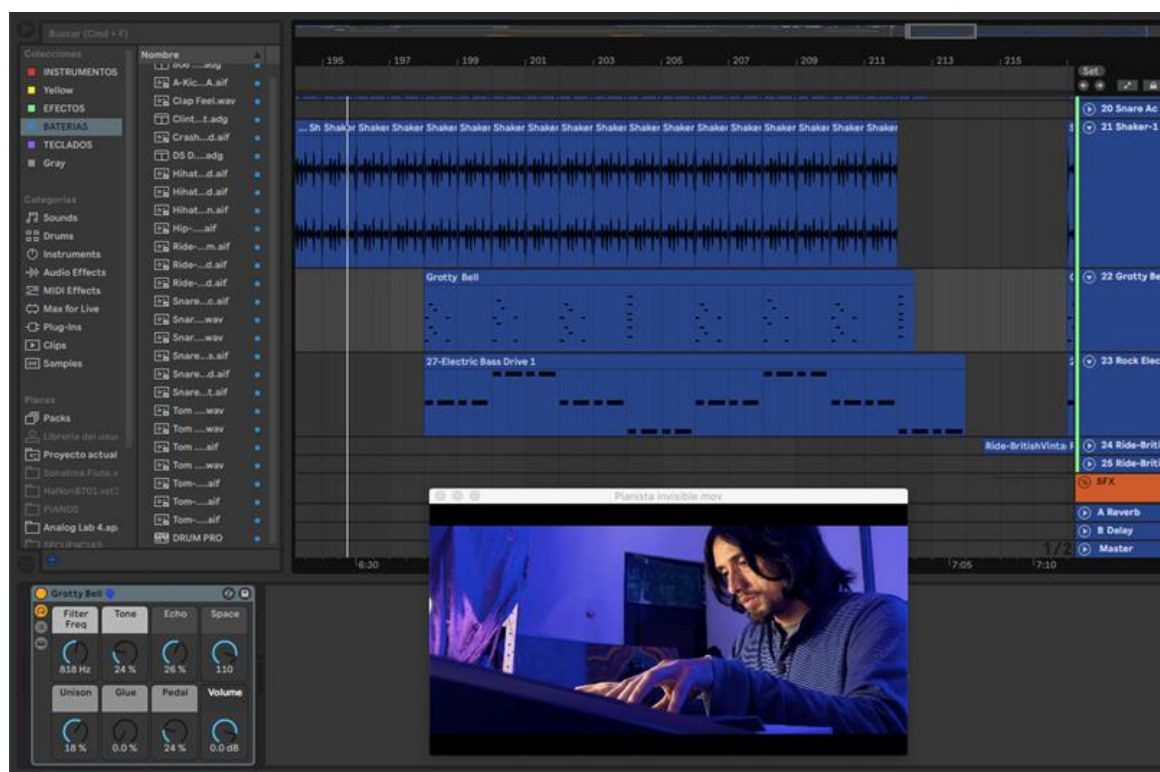 Buscar (Cmd + F)
Colecciones
INSTRUMENTOS
Yellow
EFECTOS
BATERIAS
TECLADOS
Gray
Categorías
Sounds
Drums
Instruments
Audio Effects
MIDI Effects
Max for Live
Plug-Ins
Clips
Samples
Places
Packs
Librería del usua
Proyecto actual
Sonatina Flute.v
PIANOS
Analog Lab 4.ap
SECUENCIAS
Nombre
A-Kic...A.aif
Clap Feel.wav
Clint...t.adg
Crash...d.aif
DS D....adg
Hihat...d.aif
Hihat...d.aif
Hihat...n.aif
Hip-....aif
Ride-...m.aif
Ride-...d.aif
Ride-...d.aif
Snare...c.aif
Snar....wav
Snar....wav
Snare...s.aif
Snare...d.aif
Snare...t.aif
Tom ....wav
Tom ....wav
Tom ....aif
Tom ....wav
Tom-....aif
Tom-....aif
Tom-....aif
DRUM PRO
195 197 199 201 203 205 207 209 211 213 215
Set
20 Snare Ac
... Sh Shaker Shaker Shaker Shaker Shaker Shaker Shaker Shaker Shaker Shaker Shaker Shaker Shaker Shaker Shaker Shaker Shaker
21 Shaker-1
Grotty Bell
22 Grotty Be
27-Electric Bass Drive 1
23 Rock Elec
Ride-BritishVinta
24 Ride-Briti
25 Ride-Briti
SFX
A Reverb
B Delay
Master
1/2
6:30 7:05 7:10
Pianista invisible.mov
Grotty Bell
Filter Freq Tone Echo Space
818 Hz 24 % 26 % 110
Unison Glue Pedal Volume
18 % 0.0 % 24 % 0.0 dB